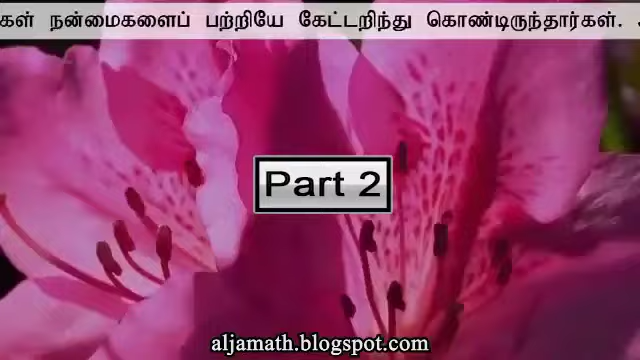 கள் நன்மைகளைப் பற்றியே கேட்டறிந்து கொண்டிருந்தார்கள்.
Part 2
aljamath.blogspot.com